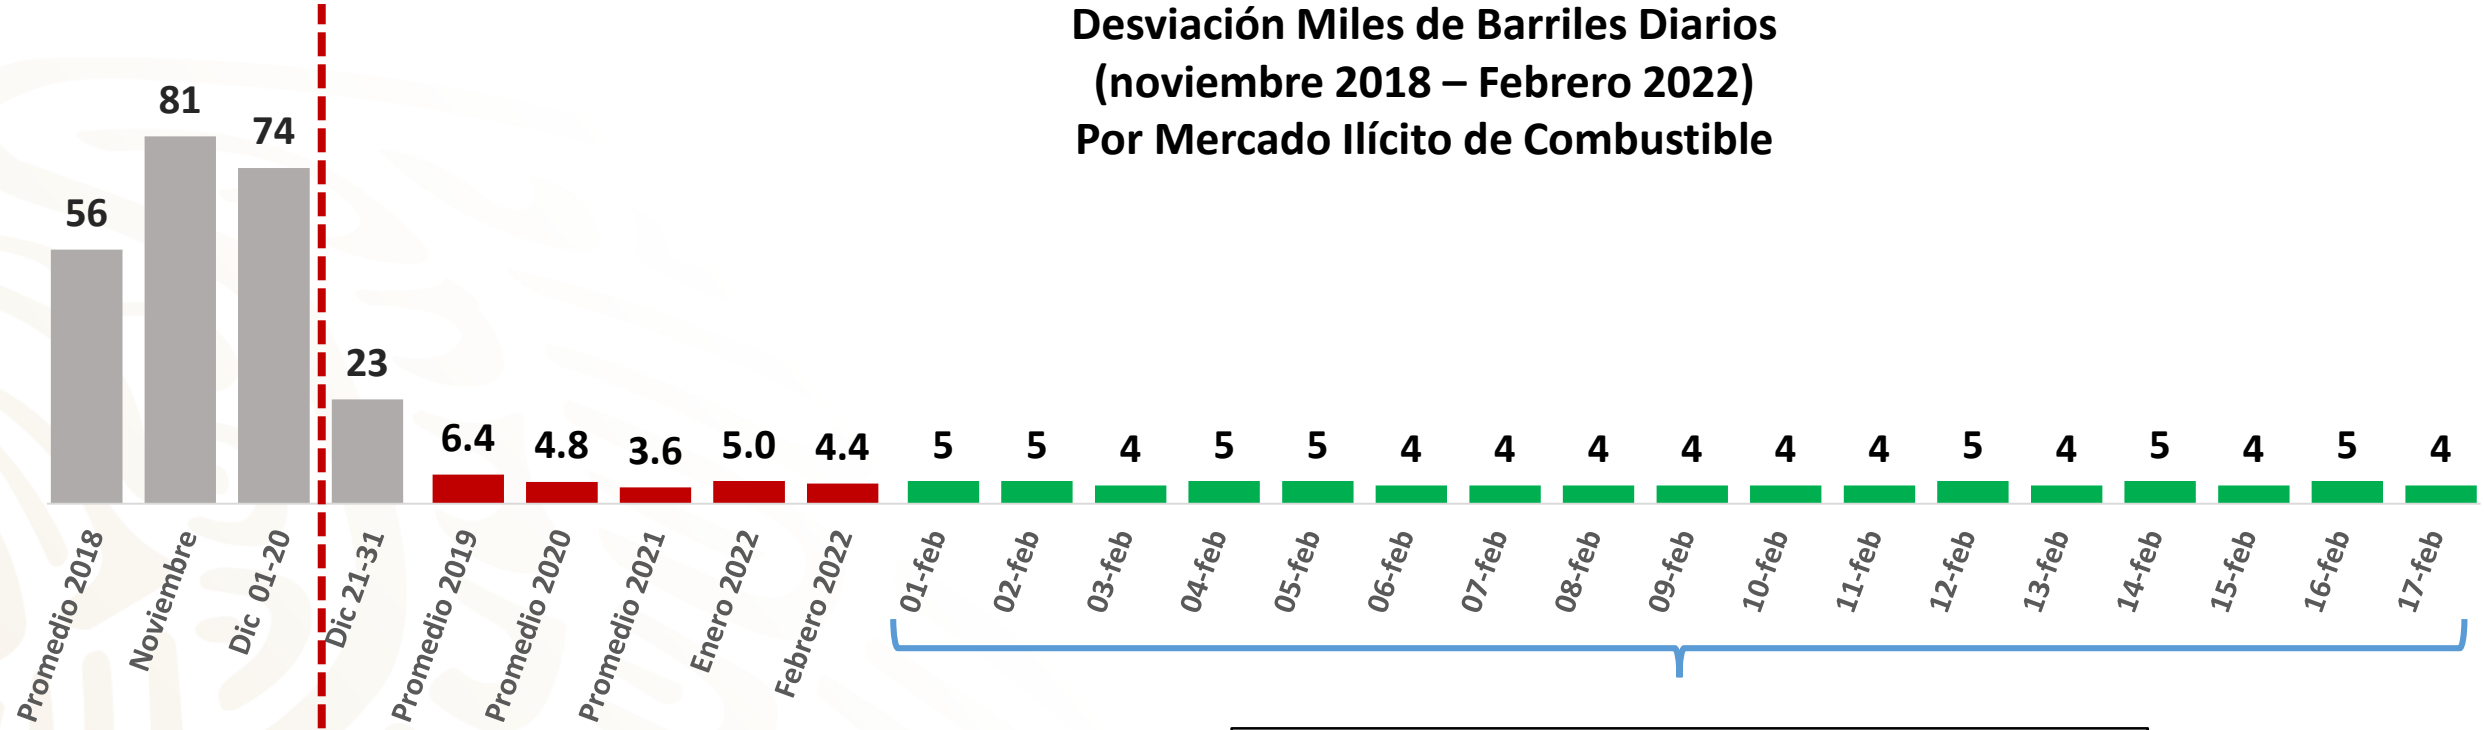 Desviación Miles de Barriles Diarios
(noviembre 2018 – Febrero 2022)
Por Mercado Ilícito de Combustible
56
81
74
23
6.4
4.8
3.6
5.0
4.4
5
5
4
5
5
4
4
4
4
4
4
5
4
5
4
5
4
Promedio 2018
Noviembre
Dic 01-20
Dic 21-31
Promedio 2019
Promedio 2020
Promedio 2021
Enero 2022
Febrero 2022
01-feb
02-feb
03-feb
04-feb
05-feb
06-feb
07-feb
08-feb
09-feb
10-feb
11-feb
12-feb
13-feb
14-feb
15-feb
16-feb
17-feb